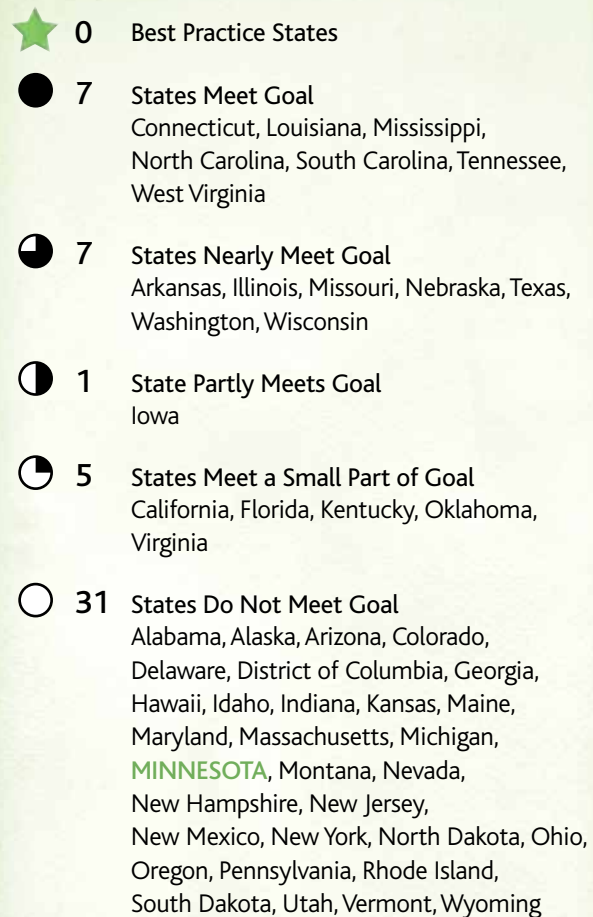 0 Best Practice States
7 States Meet Goal
Connecticut, Louisiana, Mississippi,
North Carolina, South Carolina, Tennessee,
West Virginia
7 States Nearly Meet Goal
Arkansas, Illinois, Missouri, Nebraska, Texas,
Washington, Wisconsin
1 State Partly Meets Goal
Iowa
5 States Meet a Small Part of Goal
California, Florida, Kentucky, Oklahoma,
Virginia
31 States Do Not Meet Goal
Alabama, Alaska, Arizona, Colorado,
Delaware, District of Columbia, Georgia,
Hawaii, Idaho, Indiana, Kansas, Maine,
Maryland, Massachusetts, Michigan,
MINNESOTA, Montana, Nevada,
New Hampshire, New Jersey,
New Mexico, New York, North Dakota, Ohio,
Oregon, Pennsylvania, Rhode Island,
South Dakota, Utah, Vermont, Wyoming